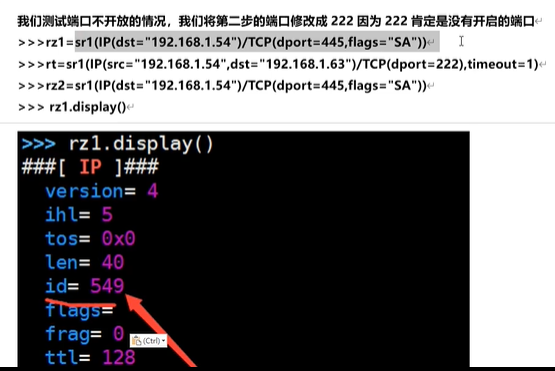 我们测试端口不开放的情况，我们将第二步的端口修改成 222 因为 222 肯定是没有开启的端口
>>>rz1=sr1(IP(dst="192.168.1.54")/TCP(dport=445,flags="SA"))
>>>rt=sr1(IP(src="192.168.1.54",dst="192.168.1.63")/TCP(dport=222),timeout=1)
>>>rz2=sr1(IP(dst="192.168.1.54")/TCP(dport=445,flags="SA"))
>>> rz1.display()
>>> rz1.display()
###[ IP ]###
version= 4
ihl= 5
tos= 0x0
len= 40
id= 549
flags=
frag= 0
(Ctrl)
ttl= 128